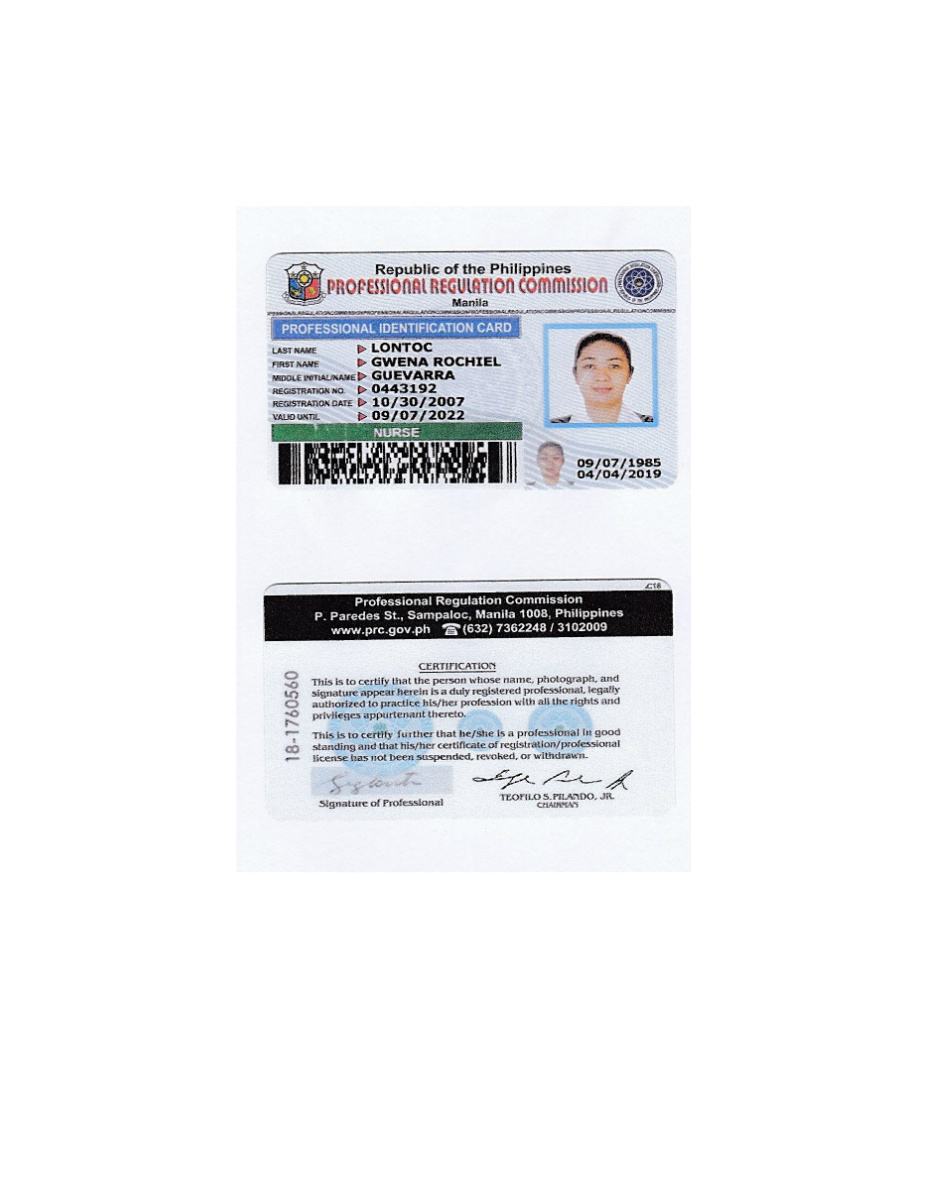 Republic of the Philippines
PROFESSIONAL REGULATION COMMISSION
Manila
PROFESSIONAL IDENTIFICATION CARD
LAST NAME LONTOC
FIRST NAME GWENA ROCHIEL
MIDDLE INITIAL/NAME GUEVARRA
REGISTRATION NO. 0443192
REGISTRATION DATE 10/30/2007
VALID UNTIL 09/07/2022
NURSE
09/07/1985
04/04/2019
Professional Regulation Commission
P. Paredes St., Sampaloc, Manila 1008, Philippines
www.prc.gov.ph ☎(632) 7362248 / 3102009
18-1760560
CERTIFICATION
This is to certify that the person whose name, photograph, and
signature appear herein is a duly registered professional, legally
authorized to practice his/her profession with all the rights and
privileges appurtenant thereto.
This is to certify further that he/she is a professional in good
standing and that his/her certificate of registration/professional
license has not been suspended, revoked, or withdrawn.
Signature of Professional
TEOFILO S. PILANDO, JR.
CHAIRMAN